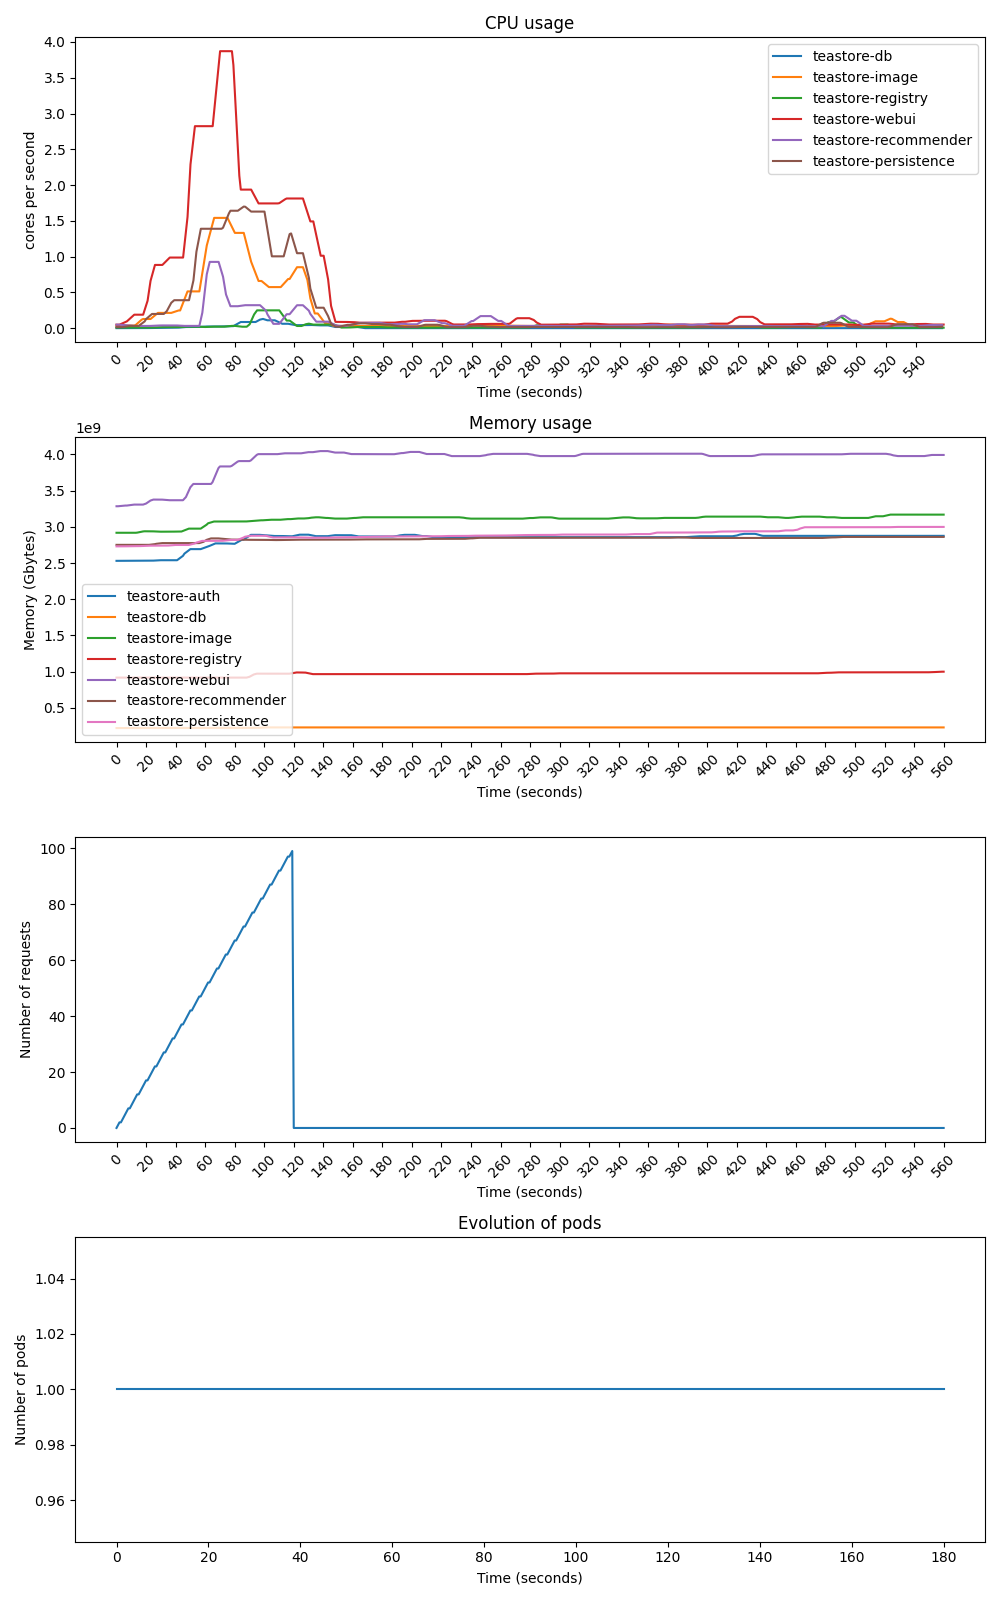 CPU usage
4.0
3.5
3.0
2.5
2.0
1.5
1.0
0.5
0.0
cores per second
teastore-db
teastore-image
teastore-registry
teastore-webui
teastore-recommender
teastore-persistence
0 20 40 60 80 100 120 140 160 180 200 220 240 260 280 300 320 340 360 380 400 420 440 460 480 500 520 540
Time (seconds)
Memory usage
1e9
4.0
3.5
3.0
2.5
2.0
1.5
1.0
0.5
Memory (Gbytes)
teastore-auth
teastore-db
teastore-image
teastore-registry
teastore-webui
teastore-recommender
teastore-persistence
0 20 40 60 80 100 120 140 160 180 200 220 240 260 280 300 320 340 360 380 400 420 440 460 480 500 520 540 560
Time (seconds)
100
80
60
40
20
0
Number of requests
0 20 40 60 80 100 120 140 160 180 200 220 240 260 280 300 320 340 360 380 400 420 440 460 480 500 520 540 560
Time (seconds)
Evolution of pods
1.04
1.02
1.00
0.98
0.96
Number of pods
0 20 40 60 80 100 120 140 160 180
Time (seconds)